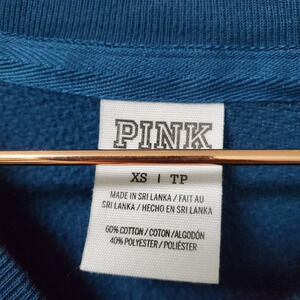 PINK
XS | TP
MADE IN SRI LANKA / FAIT AU
SRI LANKA / HECHO EN SRI LANKA
60% COTTON / COTON / ALGODÓN
40% POLYESTER / POLIÉSTER